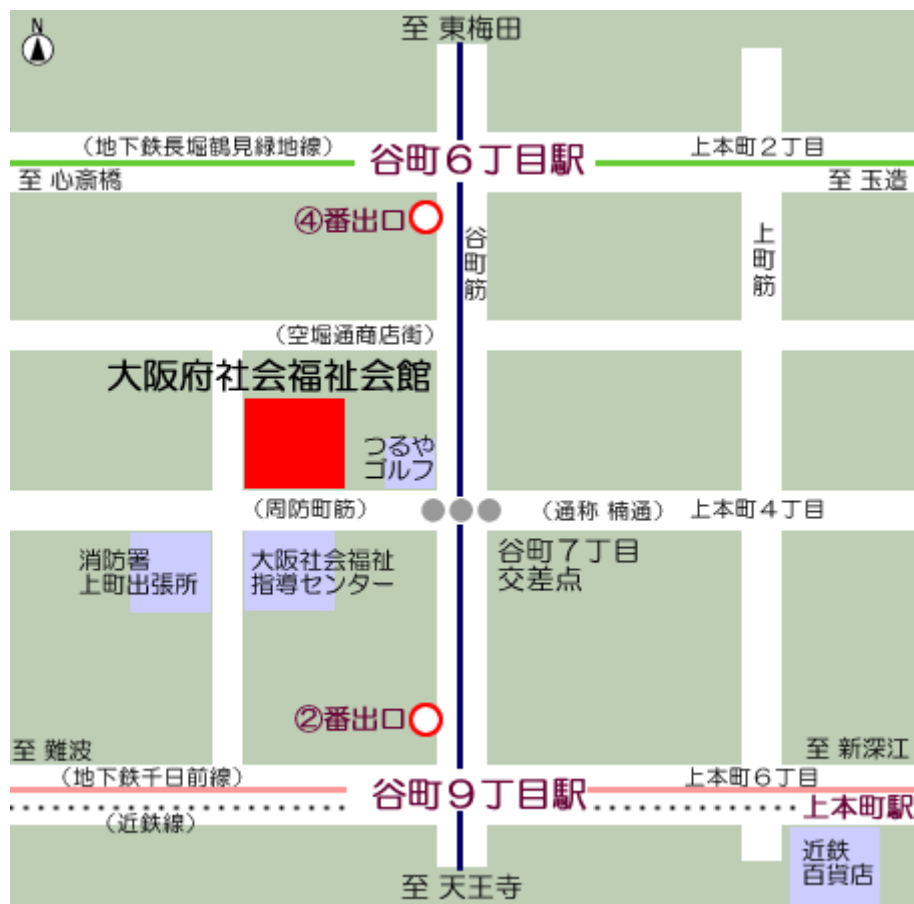 N
至 東梅田
(地下鉄長堀鶴見緑地線)
谷町6丁目駅
上本町2丁目
至 心斎橋
至 玉造
④番出口
谷町筋
上町筋
(空堀通商店街)
大阪府社会福祉会館
つるや
ゴルフ
(周防町筋)
(通称 楠通)
上本町4丁目
消防署
上町出張所
大阪社会福祉
指導センター
谷町7丁目
交差点
②番出口
至 難波
至 新深江
(地下鉄千日前線)
谷町9丁目駅
上本町6丁目
(近鉄線)
上本町駅
近鉄
百貨店
至 天王寺